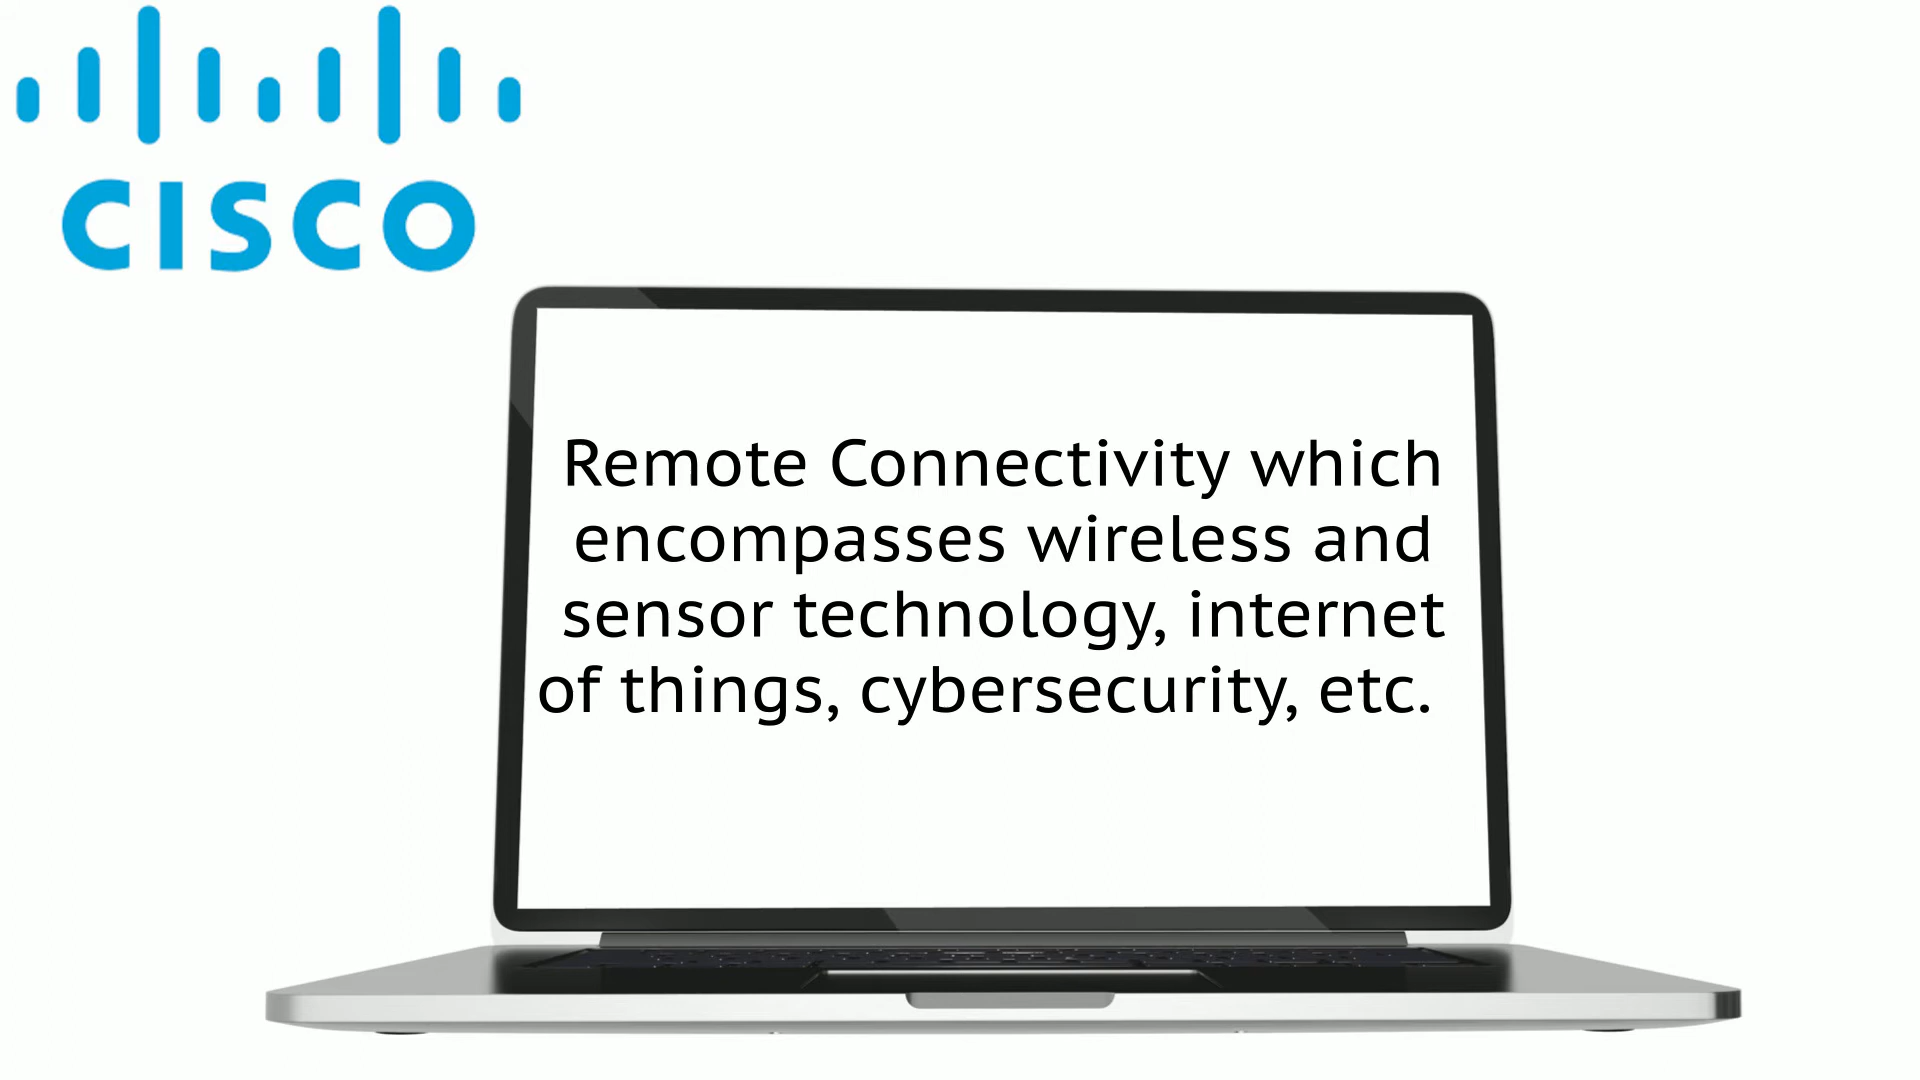 CISCO
Remote Connectivity which
encompasses wireless and
sensor technology, internet
of things, cybersecurity, etc.